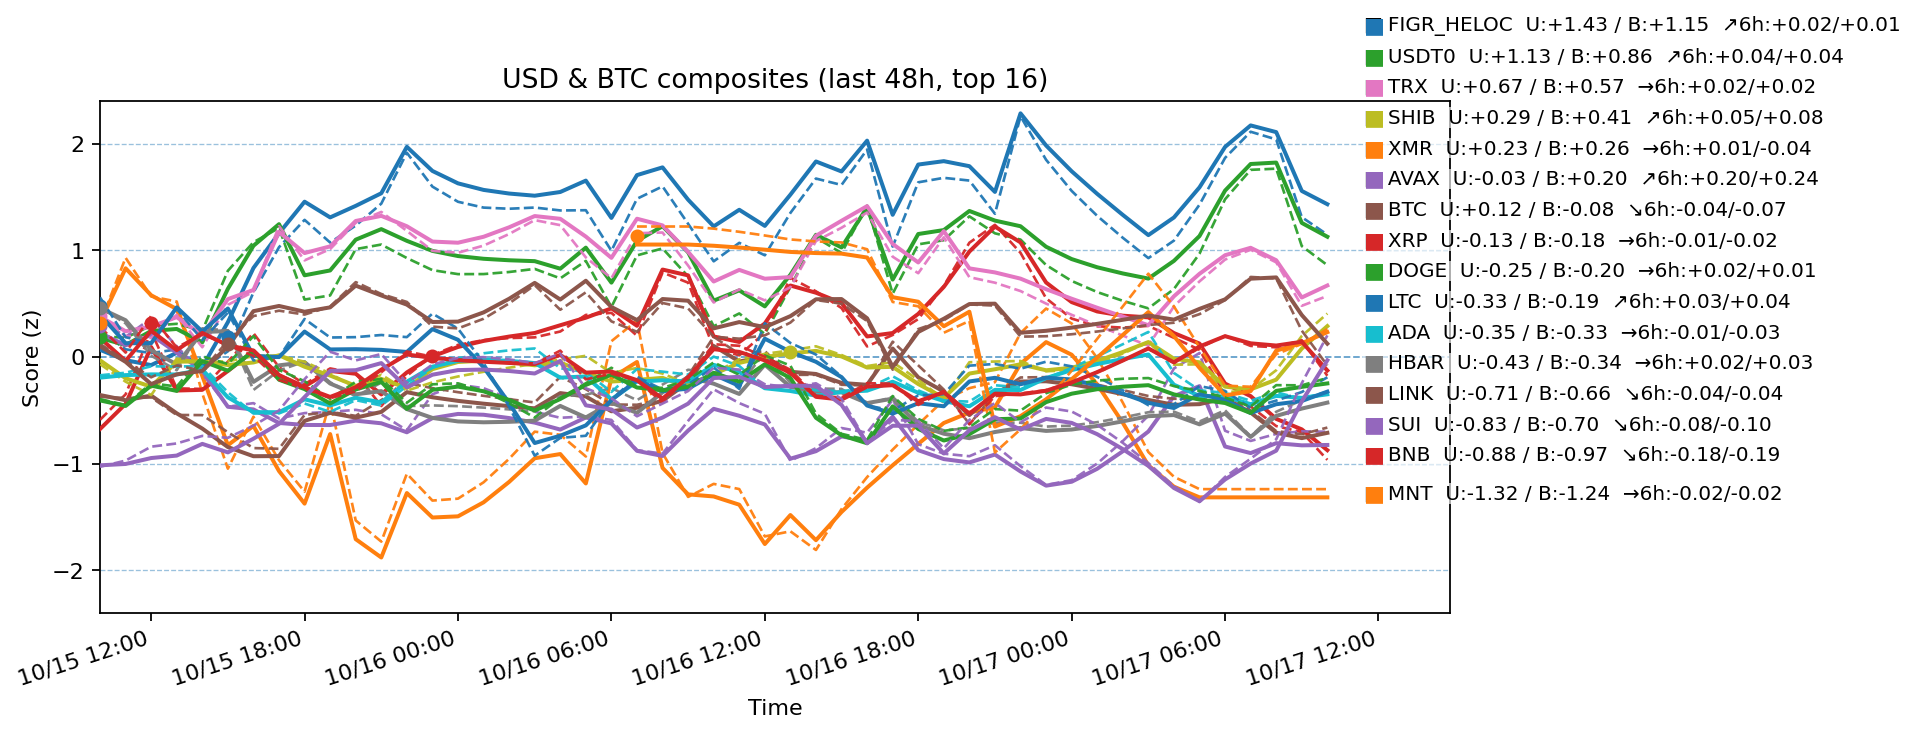 USD & BTC composites (last 48h, top 16)
FIGR_HELOC  U:+1.43 / B:+1.15  ↗6h:+0.02/+0.01
USDT0  U:+1.13 / B:+0.86  ↗6h:+0.04/+0.04
TRX  U:+0.67 / B:+0.57  →6h:+0.02/+0.02
SHIB  U:+0.29 / B:+0.41  ↗6h:+0.05/+0.08
XMR  U:+0.23 / B:+0.26  →6h:+0.01/-0.04
AVAX  U:-0.03 / B:+0.20  ↗6h:+0.20/+0.24
BTC  U:+0.12 / B:-0.08  ↘6h:-0.04/-0.07
XRP  U:-0.13 / B:-0.18  →6h:-0.01/-0.02
DOGE  U:-0.25 / B:-0.20  →6h:+0.02/+0.01
LTC  U:-0.33 / B:-0.19  ↗6h:+0.03/+0.04
ADA  U:-0.35 / B:-0.33  →6h:-0.01/-0.03
HBAR  U:-0.43 / B:-0.34  →6h:+0.02/+0.03
LINK  U:-0.71 / B:-0.66  ↘6h:-0.04/-0.04
SUI  U:-0.83 / B:-0.70  ↘6h:-0.08/-0.10
BNB  U:-0.88 / B:-0.97  ↘6h:-0.18/-0.19
MNT  U:-1.32 / B:-1.24  →6h:-0.02/-0.02
Score (z)
2
1
0
−1
−2
10/15 12:00
10/15 18:00
10/16 00:00
10/16 06:00
10/16 12:00
10/16 18:00
10/17 00:00
10/17 06:00
10/17 12:00
Time